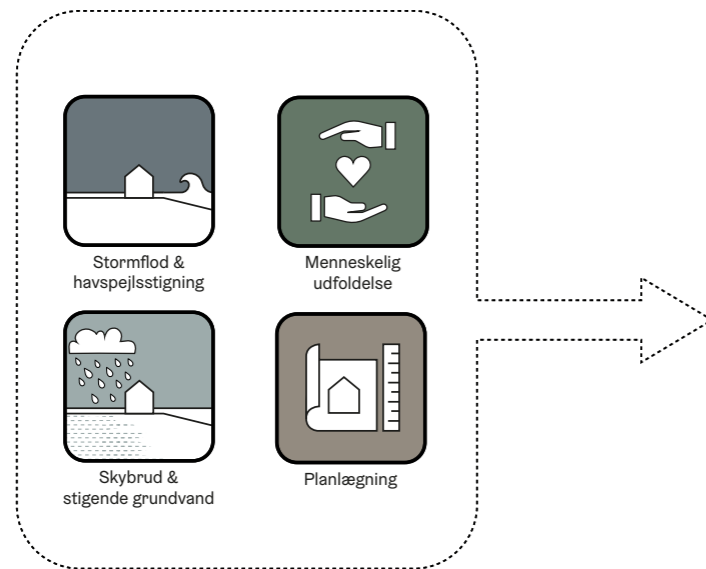 Stormflod &
havspejlsstigning
Menneskelig
udfoldelse
Skybrud &
stigende grundvand
Planlægning